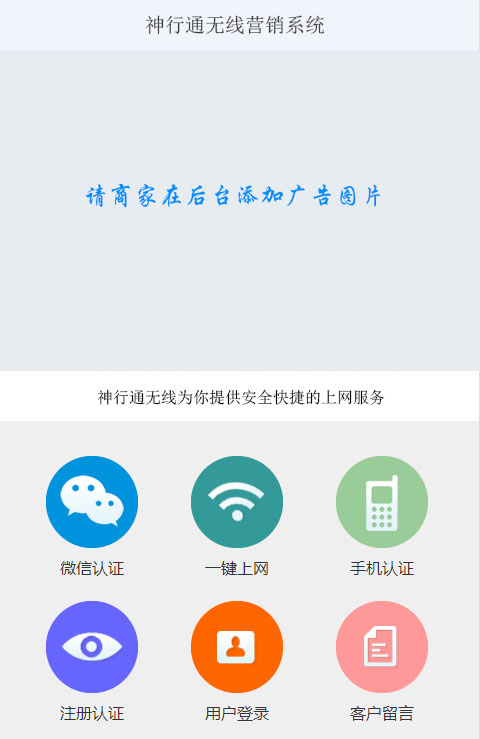 神行通无线营销系统
请商家在后台添加广告图片
神行通无线为你提供安全快捷的上网服务
微信认证 一键上网 手机认证
注册认证 用户登录 客户留言